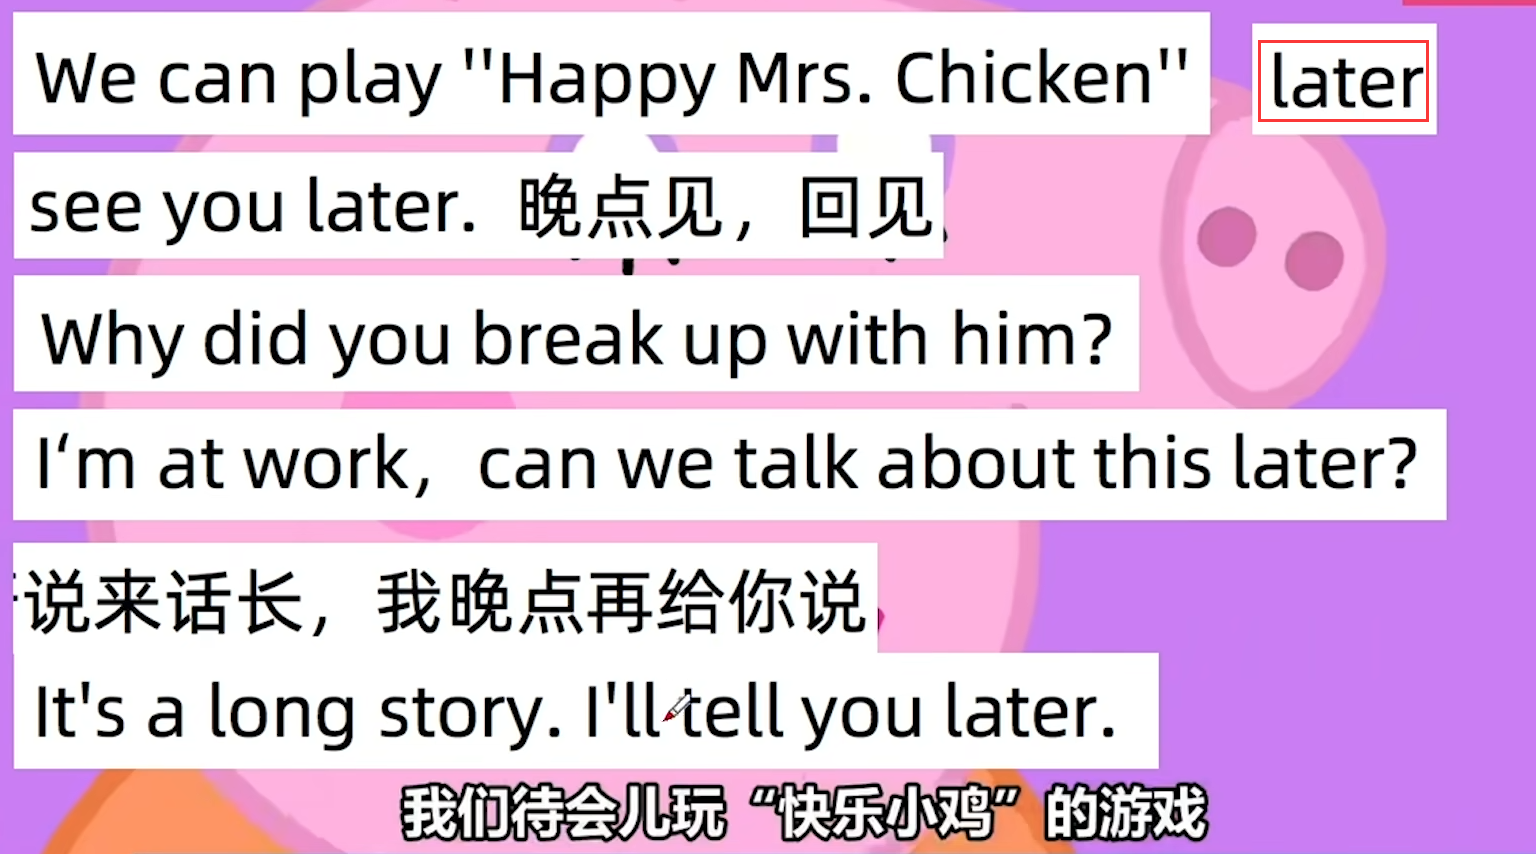 We can play "Happy Mrs. Chicken" later
see you later. 晚点见，回见
Why did you break up with him?
I‘m at work，can we talk about this later?
说来话长，我晚点再给你说
It's a long story. I'll tell you later.
我们待会儿玩“快乐小鸡”的游戏